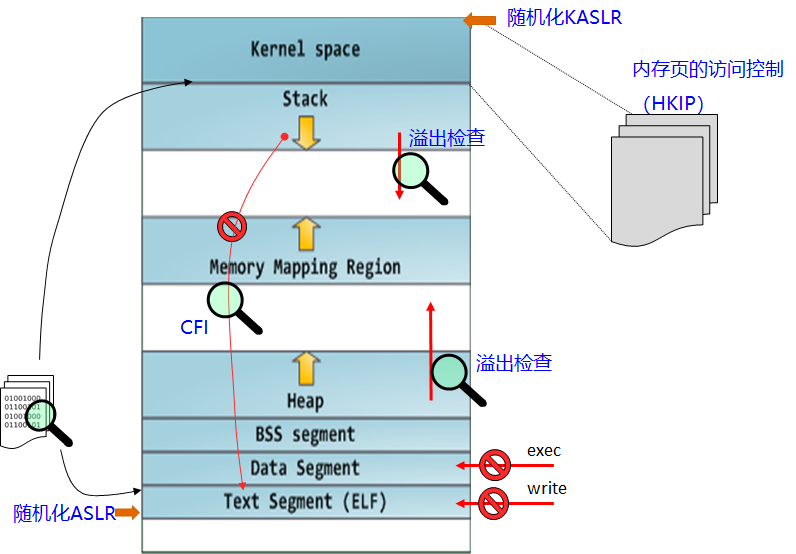 随机化KASLR
Kernel space
内存页的访问控制
（HKIP）
Stack
溢出检查
Memory Mapping Region
CFI
溢出检查
Heap
01001000
01100101
01001000
01100101
BSS segment
exec
Data Segment
write
Text Segment (ELF)
随机化ASLR